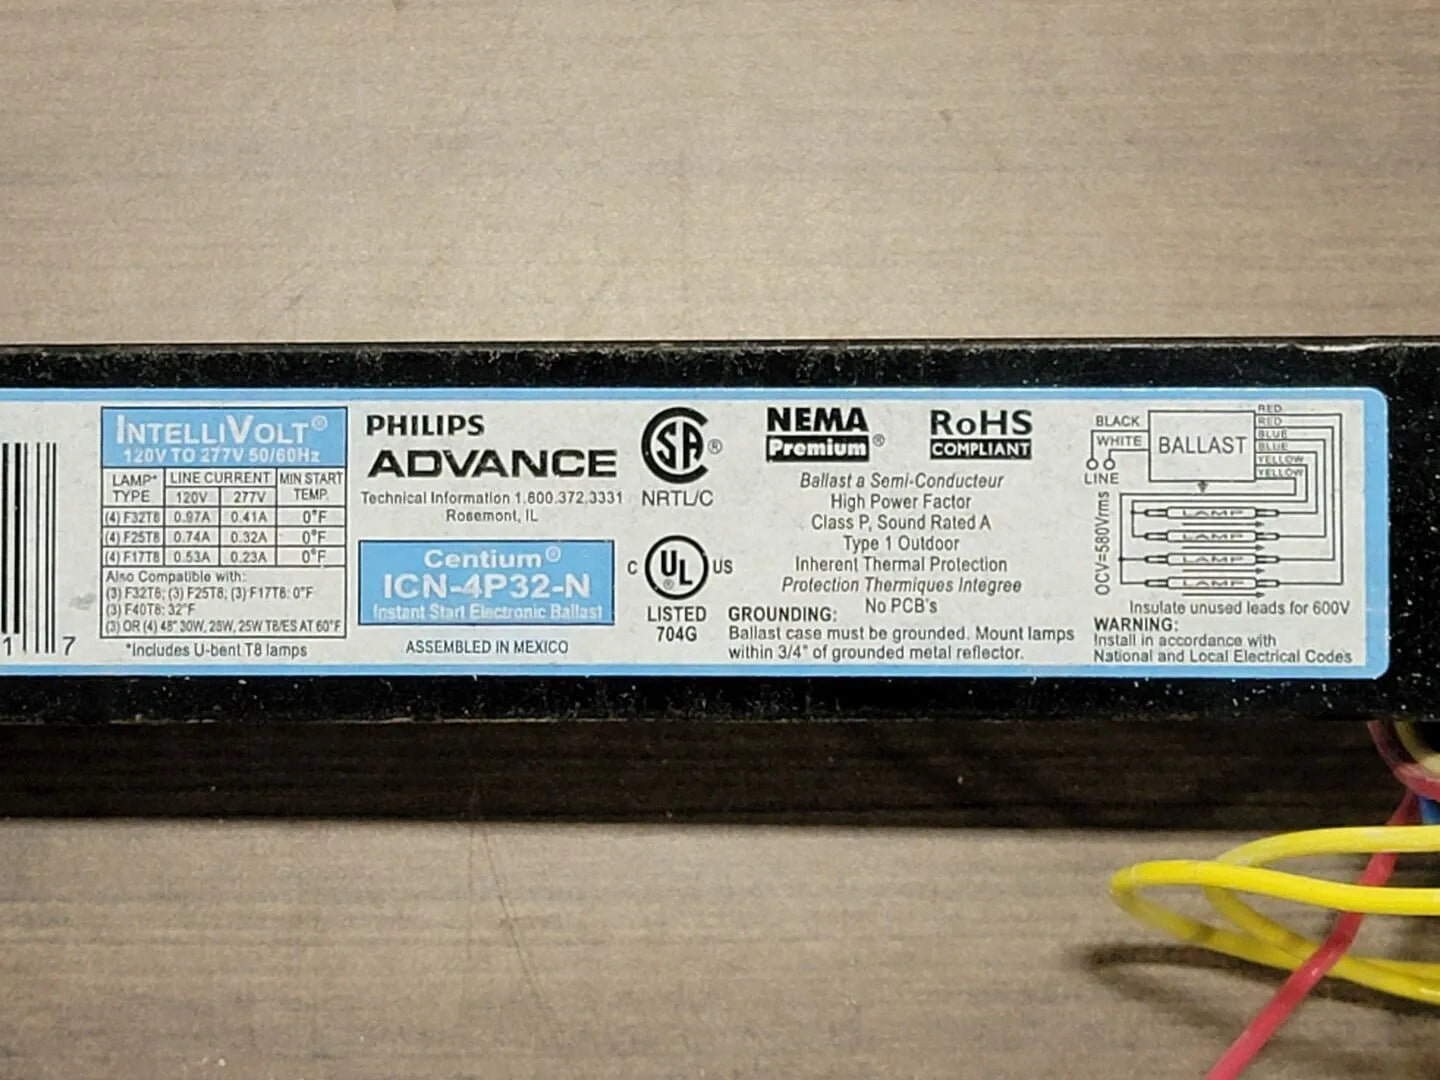 1 7
INTELLIVOLT®
120V TO 277V 50/60Hz
LAMP* TYPE LINE CURRENT MIN START TEMP.
120V 277V
(4) F32T8 0.97A 0.41A 0°F
(4) F25T8 0.74A 0.32A 0°F
(4) F17T8 0.53A 0.23A 0°F
Also Compatible with:
(3) F32T8; (3) F25T8; (3) F17T8: 0°F
(3) F40T8: 32°F
(3) OR (4) 48" 30W, 28W, 25W T8/ES AT 60°F
*Includes U-bent T8 lamps
PHILIPS
ADVANCE
Technical Information 1.800.372.3331
Rosemont, IL
Centium®
ICN-4P32-N
Instant Start Electronic Ballast
ASSEMBLED IN MEXICO
SA®
NRTL/C
C UL® US
LISTED
704G
NEMA
Premium®
RoHS
COMPLIANT
Ballast a Semi-Conducteur
High Power Factor
Class P, Sound Rated A
Type 1 Outdoor
Inherent Thermal Protection
Protection Thermiques Integree
No PCB's
GROUNDING:
Ballast case must be grounded. Mount lamps
within 3/4" of grounded metal reflector.
BLACK
WHITE
LINE
BALLAST
RED
RED
BLUE
BLUE
YELLOW
YELLOW
OCV=580Vrms
LAMP
LAMP
LAMP
LAMP
Insulate unused leads for 600V
WARNING:
Install in accordance with
National and Local Electrical Codes